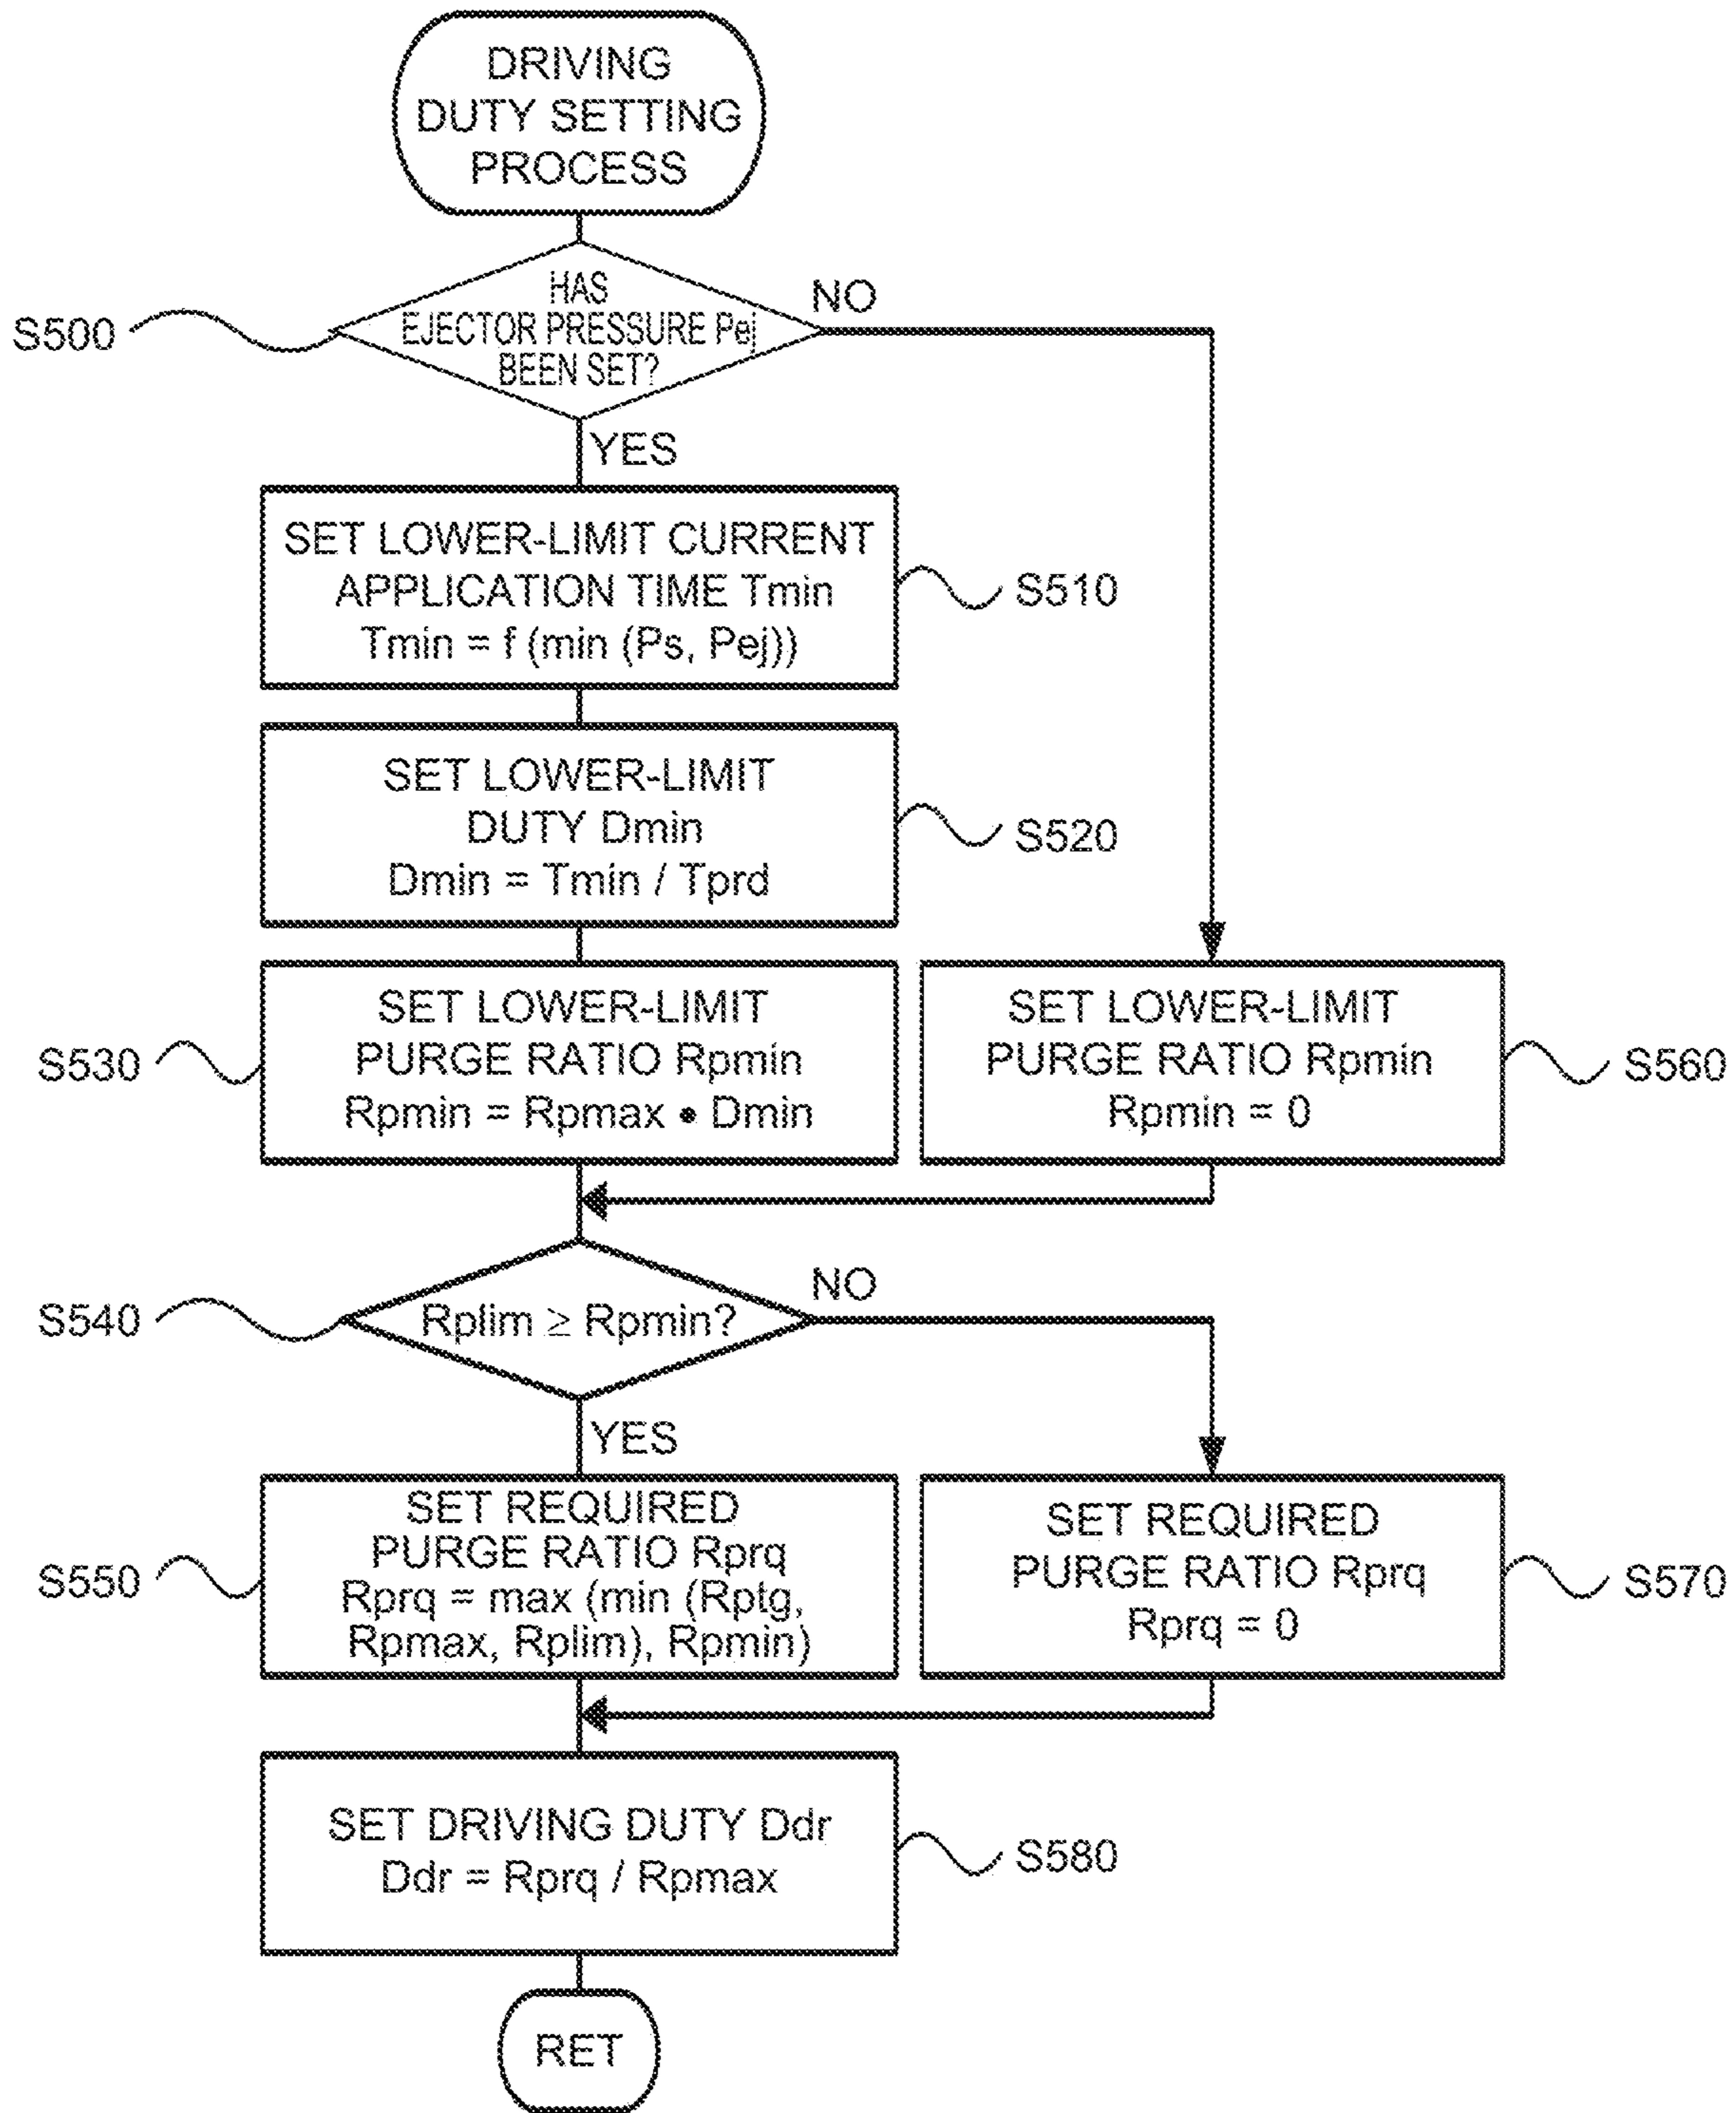 DRIVING
DUTY SETTING
PROCESS
S500
HAS
EJECTOR PRESSURE Pej
BEEN SET?
NO
YES
SET LOWER-LIMIT CURRENT
APPLICATION TIME Tmin
Tmin = f (min (Ps, Pej))
S510
SET LOWER-LIMIT
DUTY Dmin
Dmin = Tmin / Tprd
S520
S530
SET LOWER-LIMIT
PURGE RATIO Rpmin
Rpmin = Rpmax • Dmin
SET LOWER-LIMIT
PURGE RATIO Rpmin
Rpmin = 0
S560
S540
Rplim ≥ Rpmin?
NO
YES
S550
SET REQUIRED
PURGE RATIO Rprq
Rprq = max (min (Rptg,
Rpmax, Rplim), Rpmin)
SET REQUIRED
PURGE RATIO Rprq
Rprq = 0
S570
SET DRIVING DUTY Ddr
Ddr = Rprq / Rpmax
S580
RET